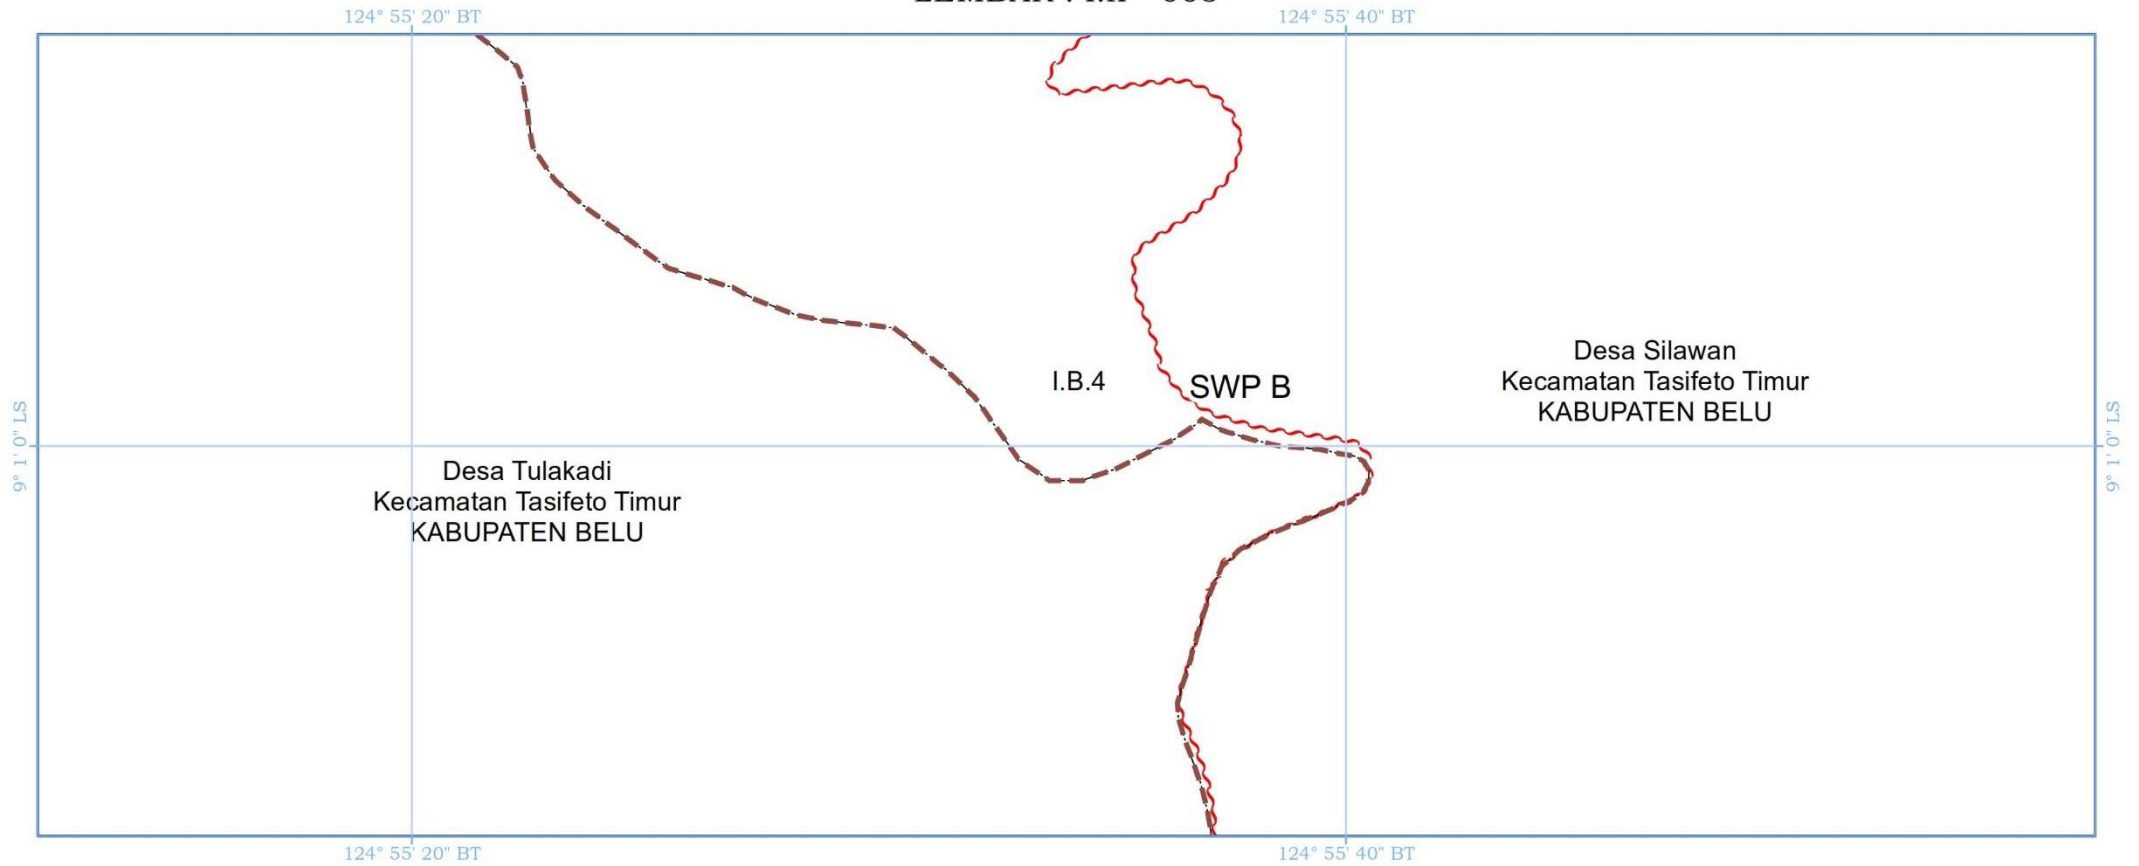 124° 55' 20" BT
124° 55' 40" BT
Desa Silawan
Kecamatan Tasifeto Timur
KABUPATEN BELU
I.B.4
SWP B
9° 1' 0" LS
9° 1' 0" LS
Desa Tulakadi
Kecamatan Tasifeto Timur
KABUPATEN BELU
124° 55' 20" BT
124° 55' 40" BT